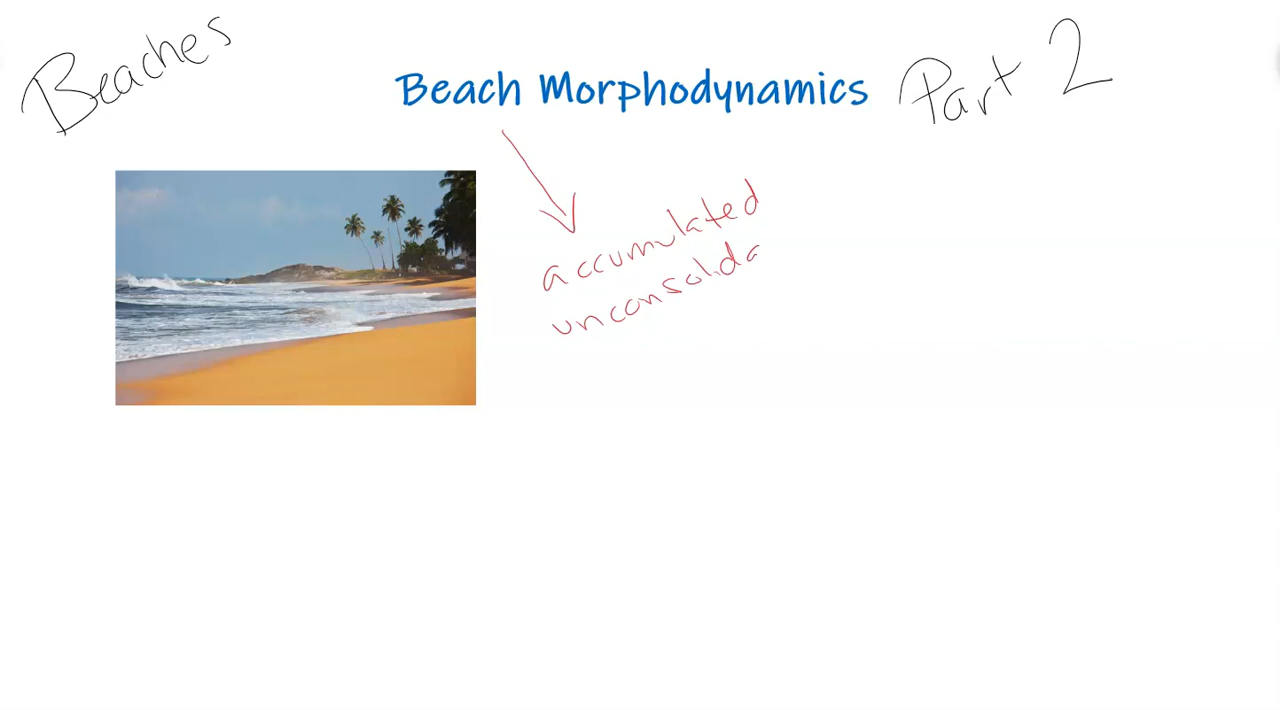 Beaches
Beach Morphodynamics Part 2
accumulated
unconsolida